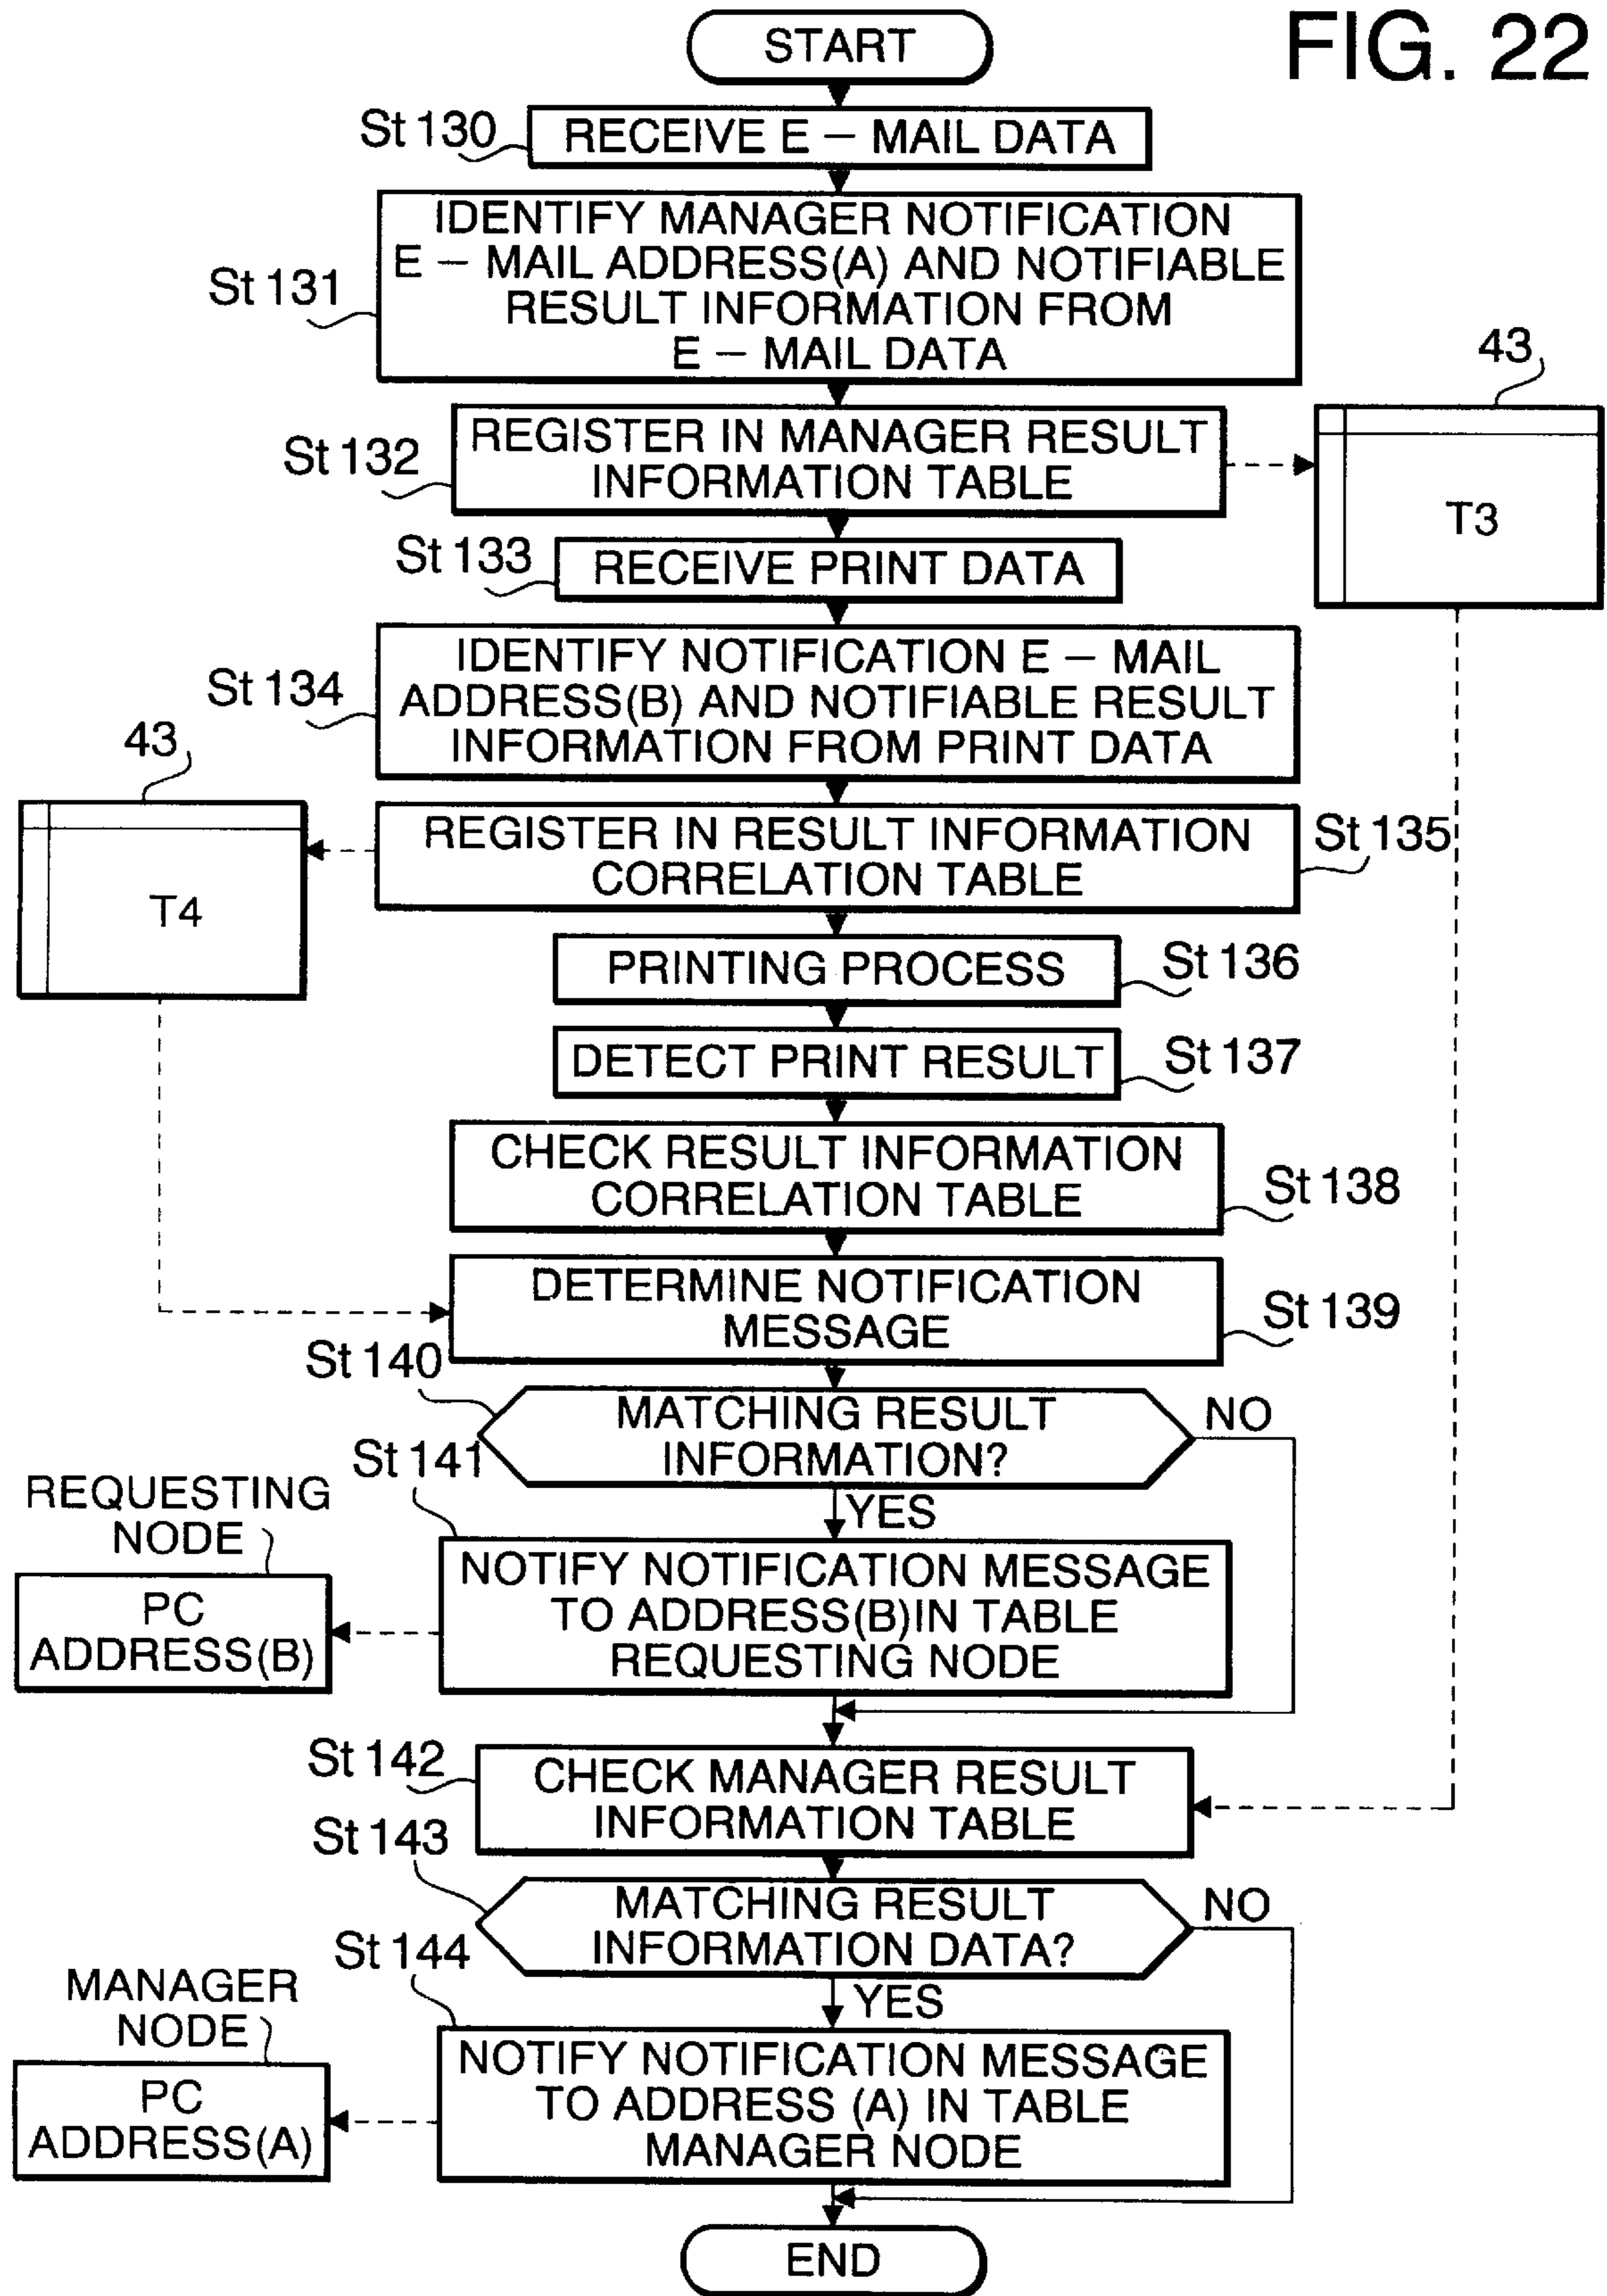 FIG. 22
START
St 130
RECEIVE E – MAIL DATA
St 131
IDENTIFY MANAGER NOTIFICATION
E – MAIL ADDRESS(A) AND NOTIFIABLE
RESULT INFORMATION FROM
E – MAIL DATA
St 132
REGISTER IN MANAGER RESULT
INFORMATION TABLE
43
T3
St 133
RECEIVE PRINT DATA
St 134
IDENTIFY NOTIFICATION E – MAIL
ADDRESS(B) AND NOTIFIABLE RESULT
INFORMATION FROM PRINT DATA
43
T4
REGISTER IN RESULT INFORMATION
CORRELATION TABLE
St 135
PRINTING PROCESS
St 136
DETECT PRINT RESULT
St 137
CHECK RESULT INFORMATION
CORRELATION TABLE
St 138
DETERMINE NOTIFICATION
MESSAGE
St 139
St 140
MATCHING RESULT
INFORMATION?
NO
YES
St 141
NOTIFY NOTIFICATION MESSAGE
TO ADDRESS(B)IN TABLE
REQUESTING NODE
REQUESTING
NODE
PC
ADDRESS(B)
St 142
CHECK MANAGER RESULT
INFORMATION TABLE
St 143
MATCHING RESULT
INFORMATION DATA?
NO
YES
St 144
NOTIFY NOTIFICATION MESSAGE
TO ADDRESS (A) IN TABLE
MANAGER NODE
MANAGER
NODE
PC
ADDRESS(A)
END